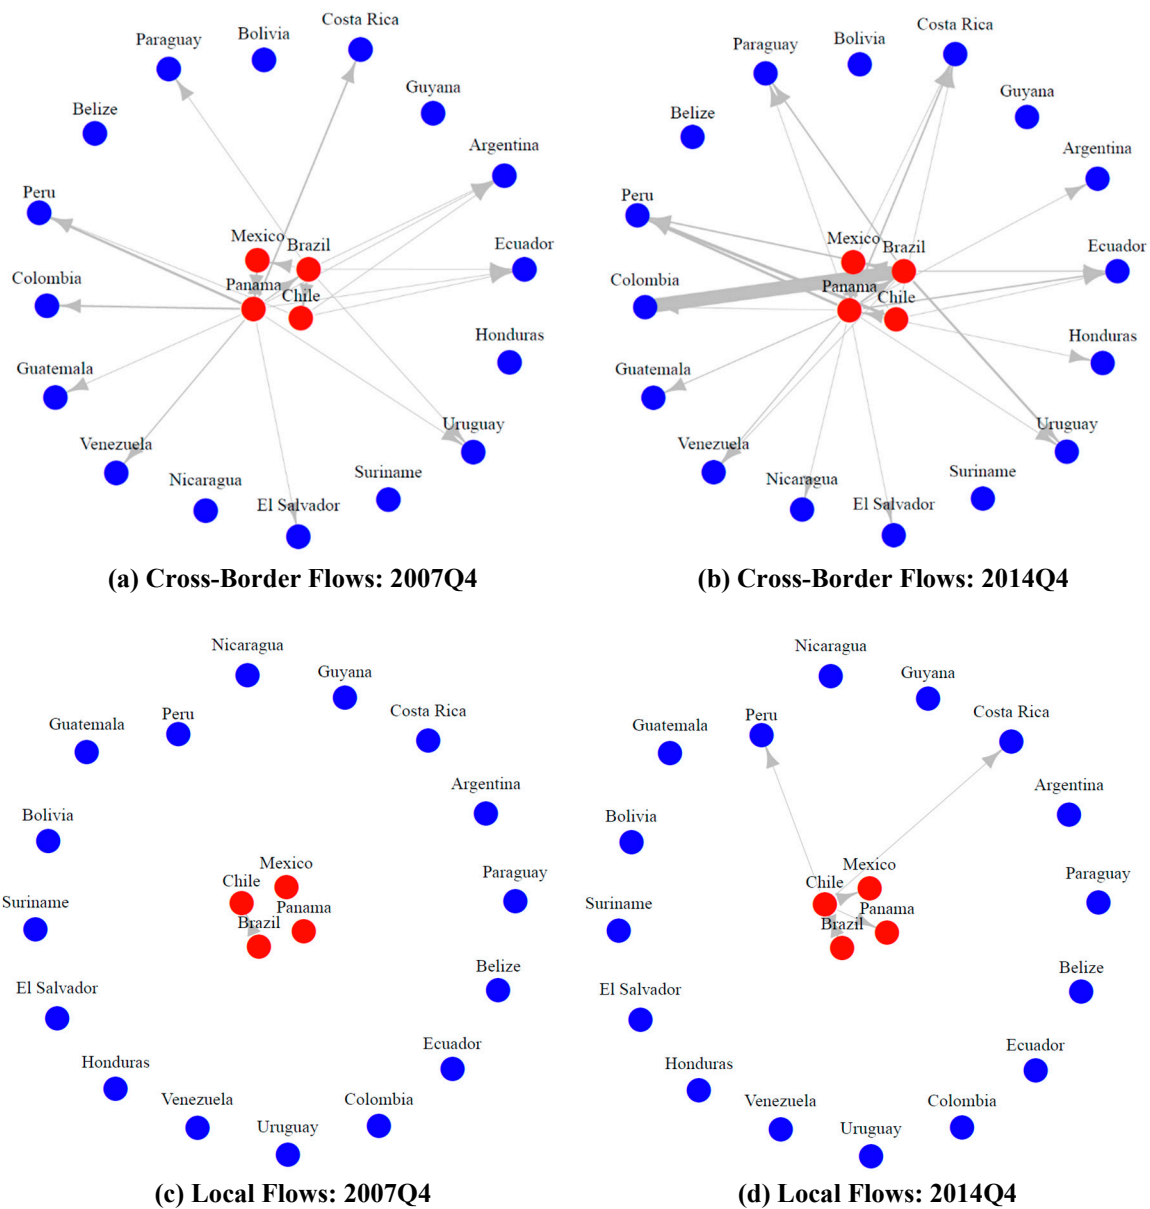 Costa Rica
Bolivia
Paraguay
Guyana
Belize
Argentina
Peru
Mexico
Brazil
Ecuador
Colombia
Panama
Chile
Honduras
Guatemala
Uruguay
Venezuela
Suriname
Nicaragua
El Salvador
(a) Cross-Border Flows: 2007Q4
Costa Rica
Bolivia
Paraguay
Guyana
Belize
Argentina
Peru
Mexico
Brazil
Ecuador
Colombia
Panama
Chile
Honduras
Guatemala
Uruguay
Venezuela
Suriname
Nicaragua
El Salvador
(b) Cross-Border Flows: 2014Q4
Nicaragua
Guyana
Costa Rica
Peru
Guatemala
Argentina
Bolivia
Mexico
Paraguay
Chile
Suriname
Panama
Brazil
Belize
El Salvador
Ecuador
Honduras
Venezuela
Colombia
Uruguay
(c) Local Flows: 2007Q4
Nicaragua
Guyana
Costa Rica
Peru
Guatemala
Argentina
Bolivia
Mexico
Paraguay
Chile
Suriname
Panama
Brazil
Belize
El Salvador
Ecuador
Honduras
Venezuela
Colombia
Uruguay
(d) Local Flows: 2014Q4